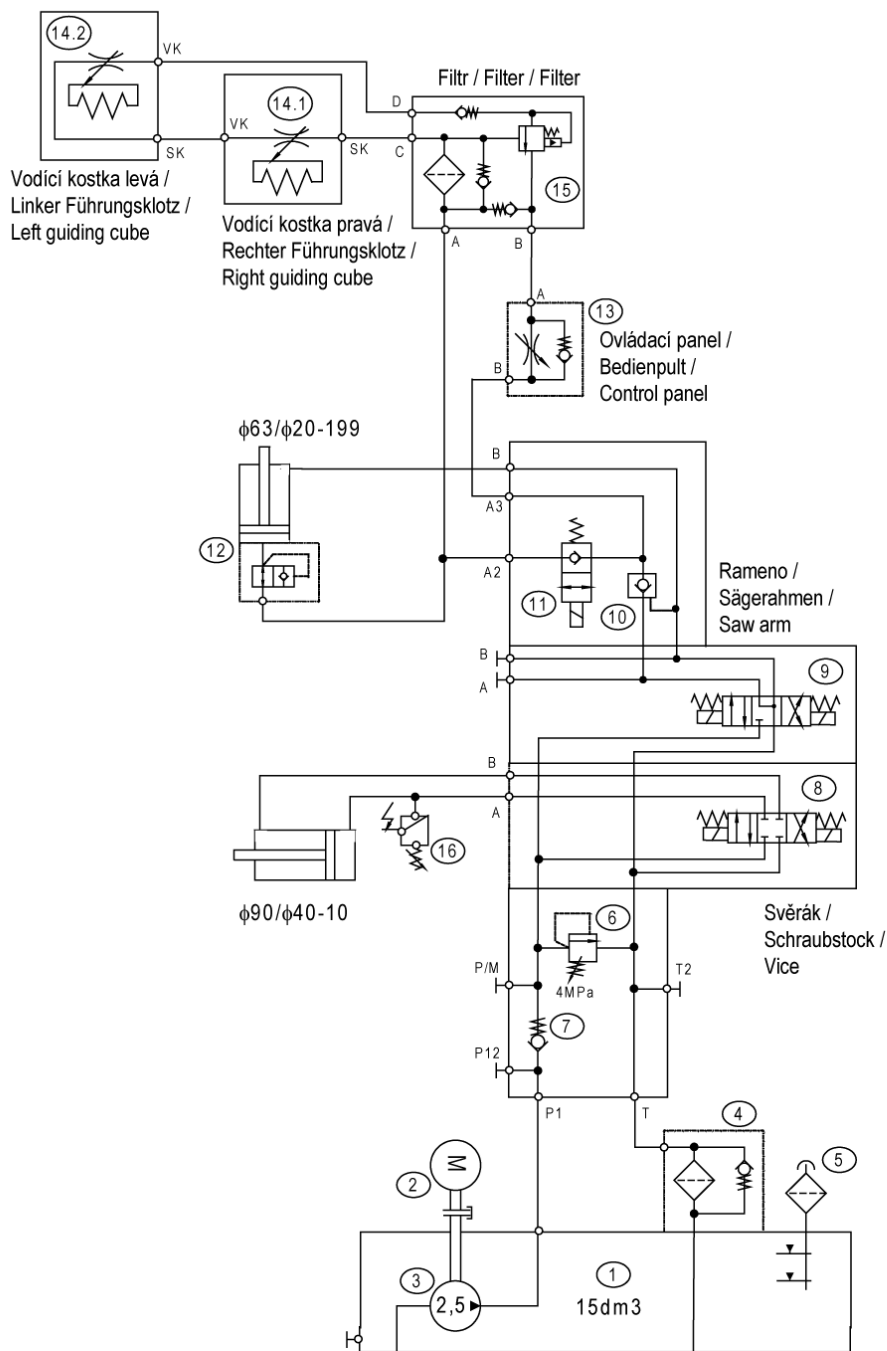 14.2
VK
SK
Vodící kostka levá /
Linker Führungsklotz /
Left guiding cube
14.1
VK
SK
Vodící kostka pravá /
Rechter Führungsklotz /
Right guiding cube
Filtr / Filter / Filter
D
C
15
A
B
A
13
B
Ovládací panel /
Bedienpult /
Control panel
ϕ63/ϕ20-199
12
B
A3
A2
11
10
Rameno /
Sägerahmen /
Saw arm
B
A
9
B
A
8
16
ϕ90/ϕ40-10
Svěrák /
Schraubstock /
Vice
6
4MPa
P/M
T2
7
P12
P1
T
4
5
M
2
3
2,5
1
15dm3